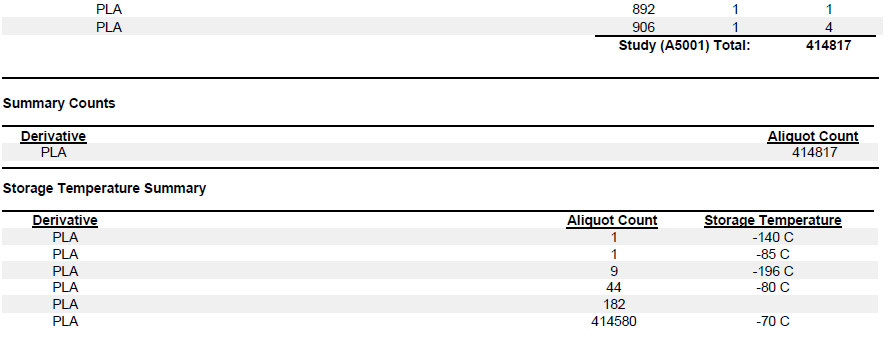 PLA 892 1 1
PLA 906 1 4
Study (A5001) Total: 414817
Summary Counts
Derivative Aliquot Count
PLA 414817
Storage Temperature Summary
Derivative Aliquot Count Storage Temperature
PLA 1 -140 C
PLA 1 -85 C
PLA 9 -196 C
PLA 44 -80 C
PLA 182
PLA 414580 -70 C